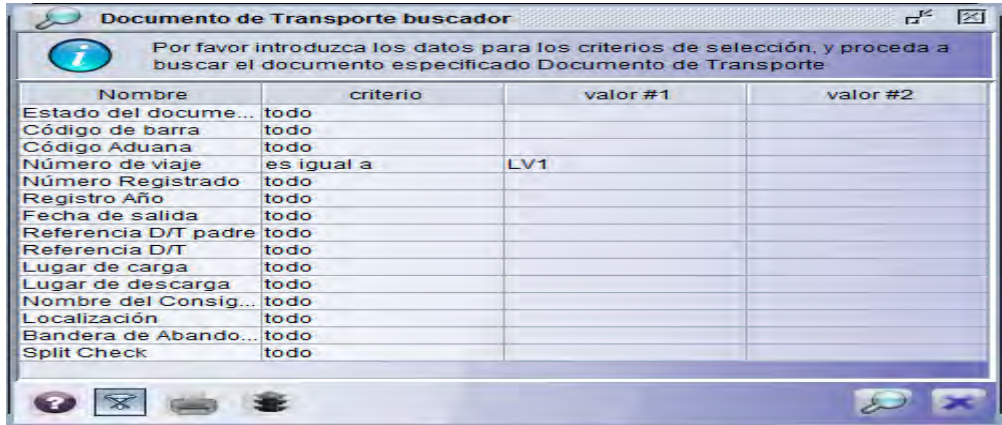 Documento de Transporte buscador
Por favor introduzca los datos para los criterios de selección, y proceda a
buscar el documento especificado Documento de Transporte
Nombre criterio valor #1 valor #2
Estado del docume... todo
Código de barra todo
Código Aduana todo
Número de viaje es igual a LV1
Número Registrado todo
Registro Año todo
Fecha de salida todo
Referencia D/T padre todo
Referencia D/T todo
Lugar de carga todo
Lugar de descarga todo
Nombre del Consig... todo
Localización todo
Bandera de Abando... todo
Split Check todo